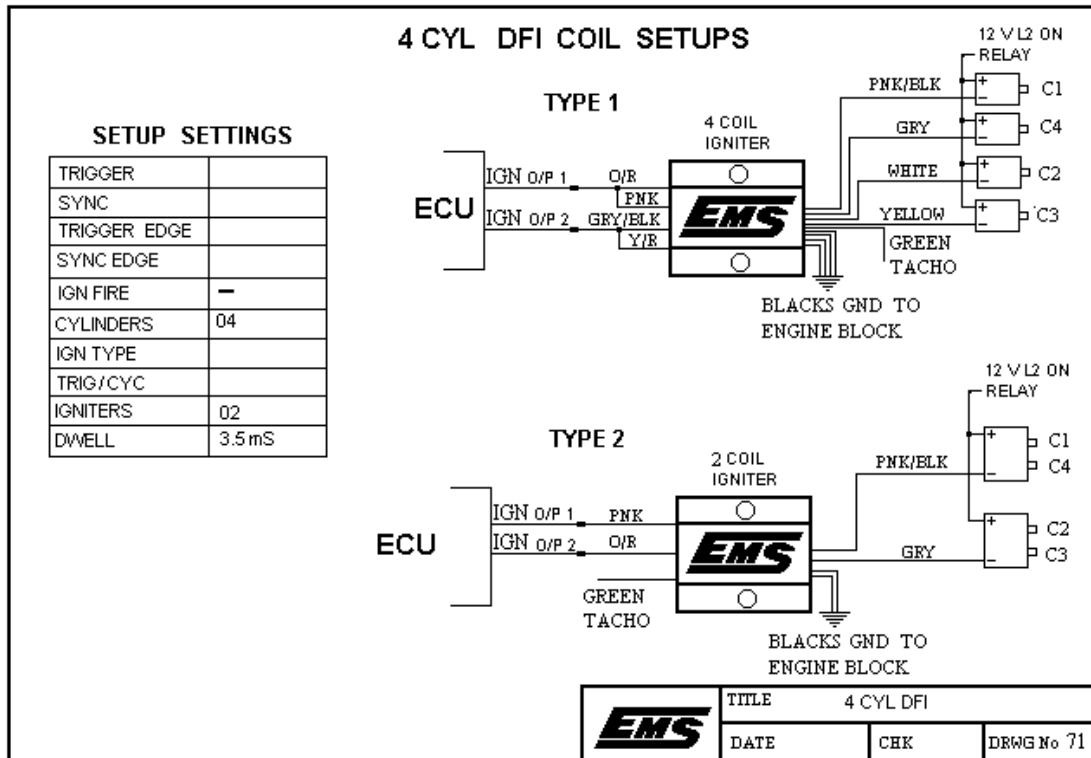 4 CYL DFI COIL SETUPS
SETUP SETTINGS
TRIGGER
SYNC
TRIGGER EDGE
SYNC EDGE
IGN FIRE –
CYLINDERS 04
IGN TYPE
TRIG/CYC
IGNITERS 02
DWELL 3.5mS
TYPE 1
12 V L2 ON
RELAY
4 COIL
IGNITER
ECU
IGN O/P 1
O/R
PNK
IGN O/P 2
GRY/BLK
Y/R
EMS
PNK/BLK
GRY
WHITE
YELLOW
GREEN
TACHO
+
–
C1
+
–
C4
+
–
C2
+
–
C3
BLACKS GND TO
ENGINE BLOCK
TYPE 2
12 V L2 ON
RELAY
2 COIL
IGNITER
ECU
IGN O/P 1
PNK
IGN O/P 2
O/R
GREEN
TACHO
EMS
PNK/BLK
GRY
+
–
C1
C4
+
–
C2
C3
BLACKS GND TO
ENGINE BLOCK
EMS
TITLE 4 CYL DFI
DATE CHK DRWG No 71